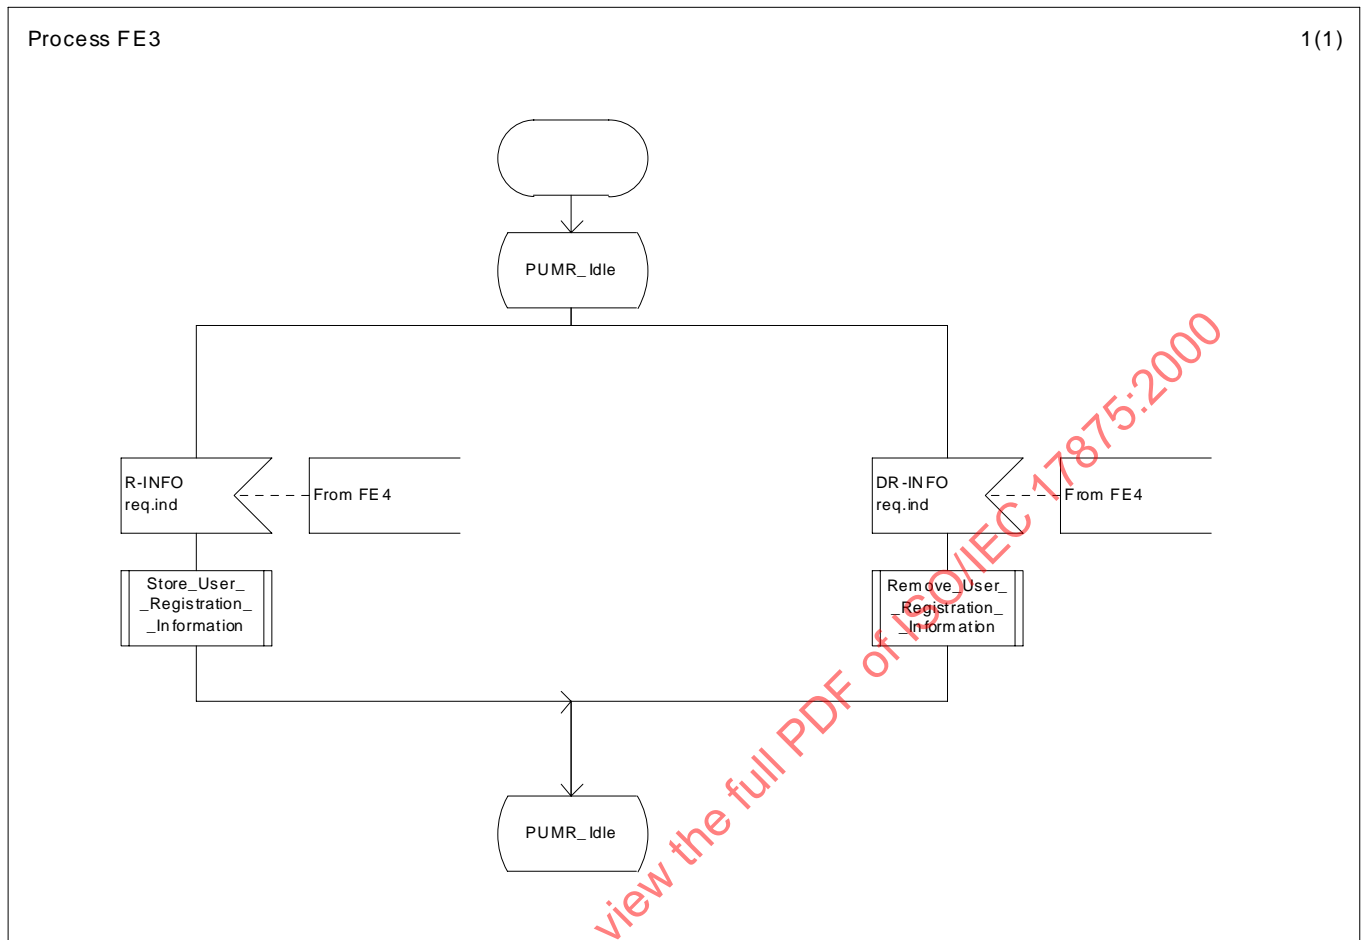 Process FE3
1(1)
PUMR_Idle
R-INFO
req.ind
From FE4
DR-INFO
req.ind
From FE4
Store_User_
_Registration_
_Information
Remove_User_
_Registration_
_Information
PUMR_Idle
view the full PDF of ISO/IEC 17875:2000